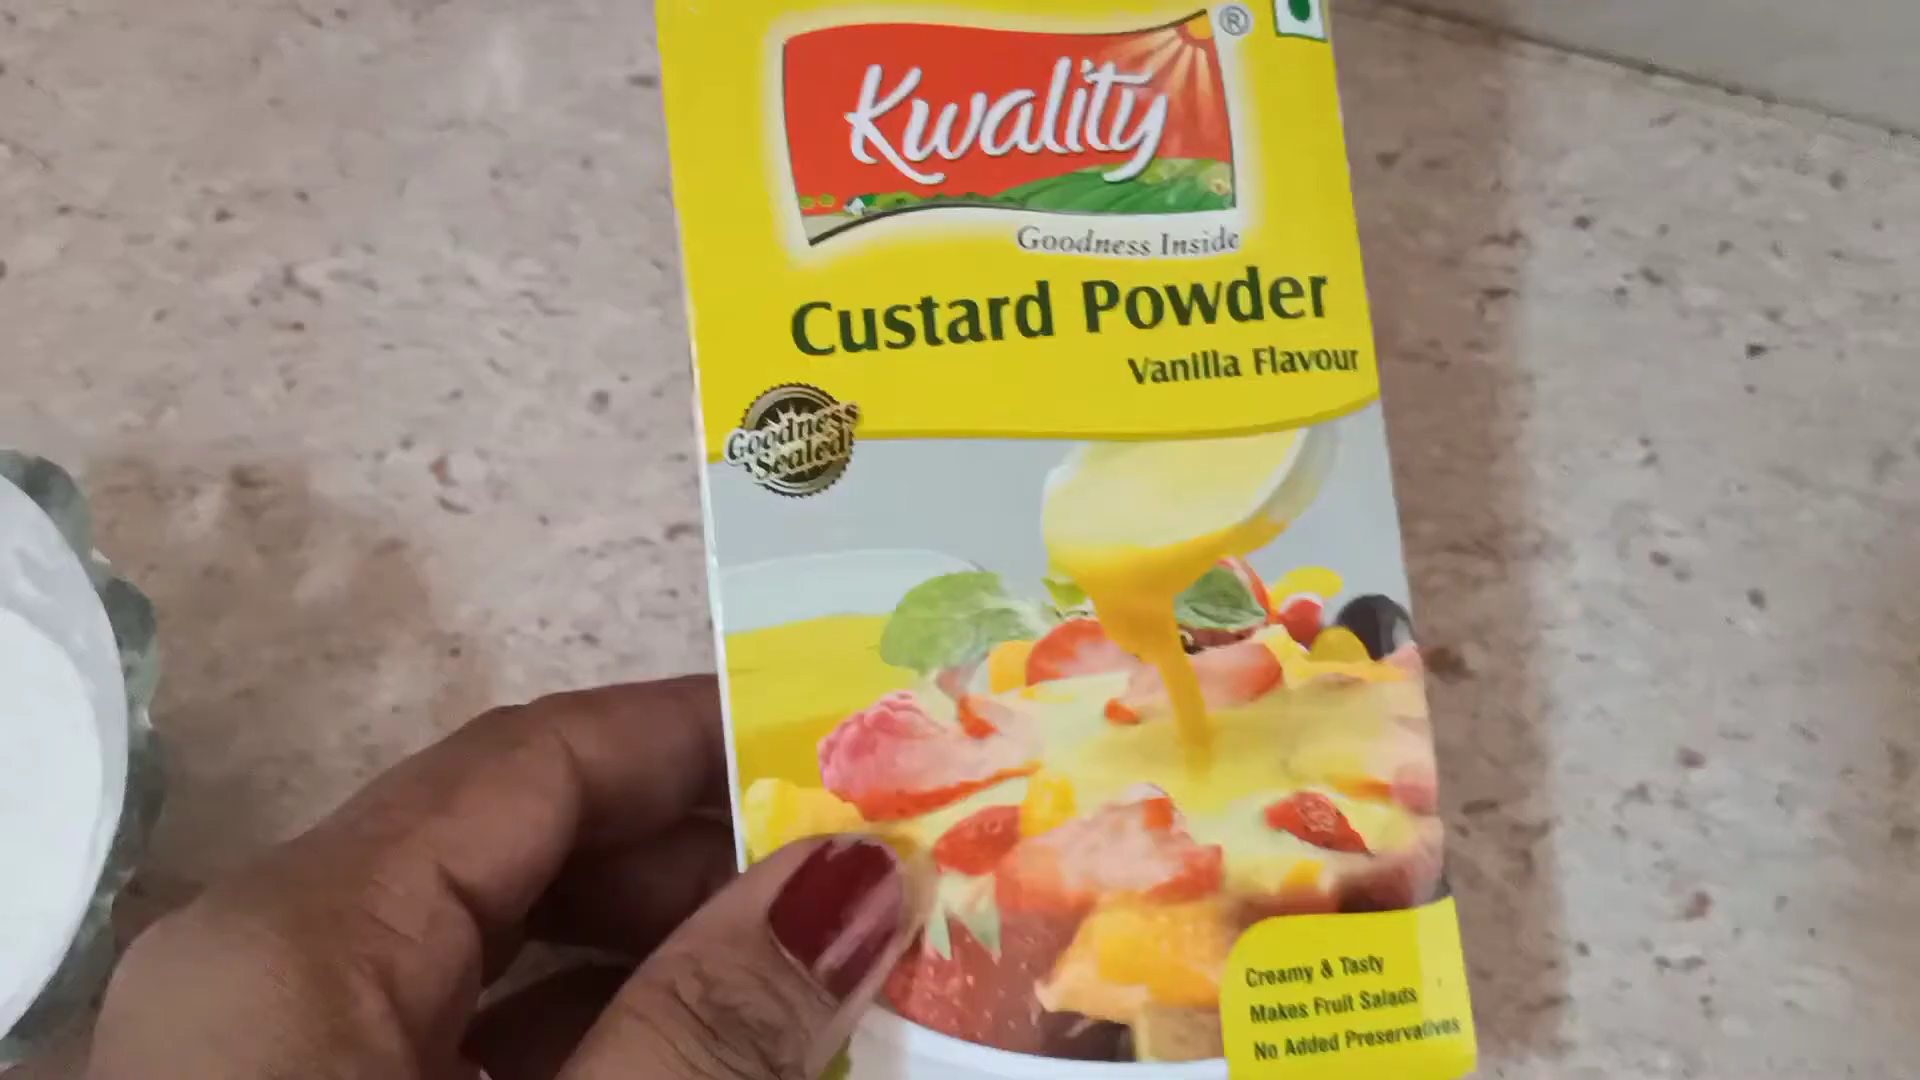 Kwality
®
Goodness Inside
Custard Powder
Vanilla Flavour
Goodness
Sealed
Creamy & Tasty
Makes Fruit Salads
No Added Preservatives